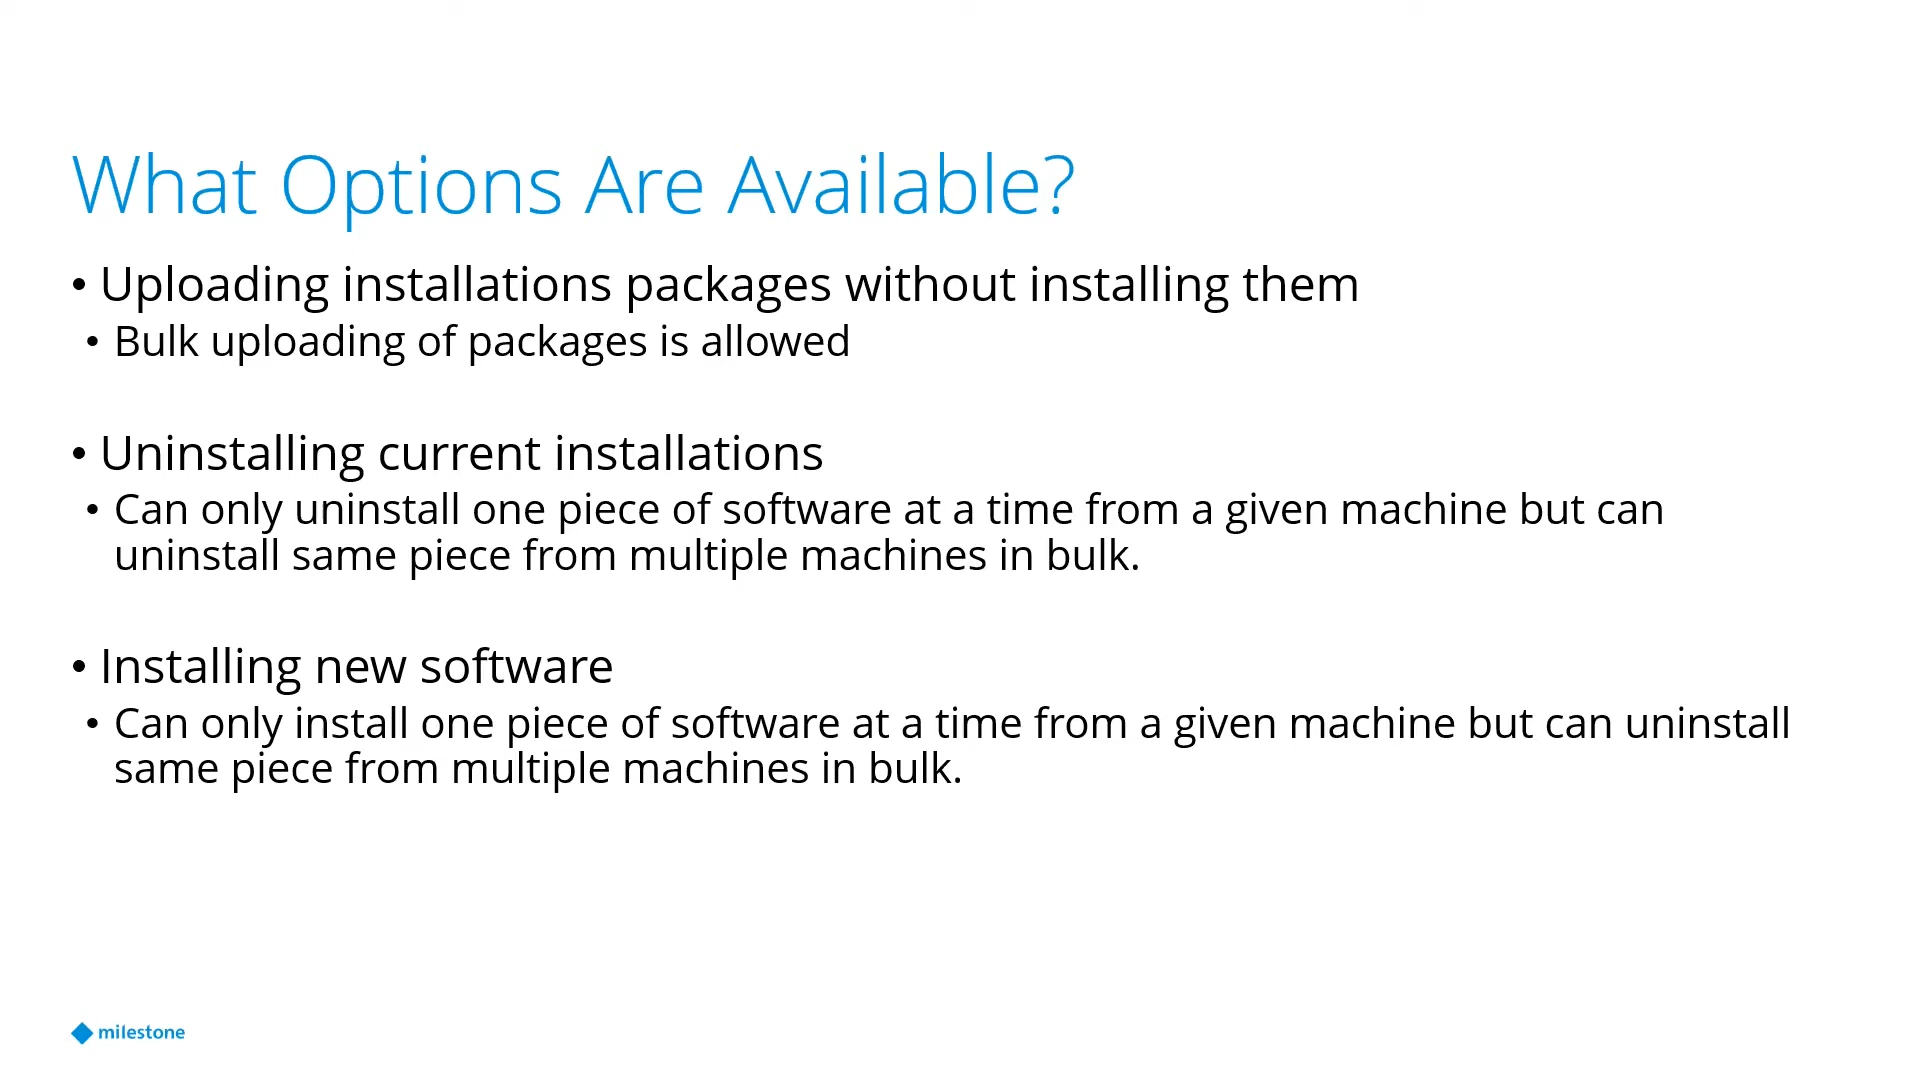 What Options Are Available?
• Uploading installations packages without installing them
• Bulk uploading of packages is allowed
• Uninstalling current installations
• Can only uninstall one piece of software at a time from a given machine but can
uninstall same piece from multiple machines in bulk.
• Installing new software
• Can only install one piece of software at a time from a given machine but can uninstall
same piece from multiple machines in bulk.
milestone